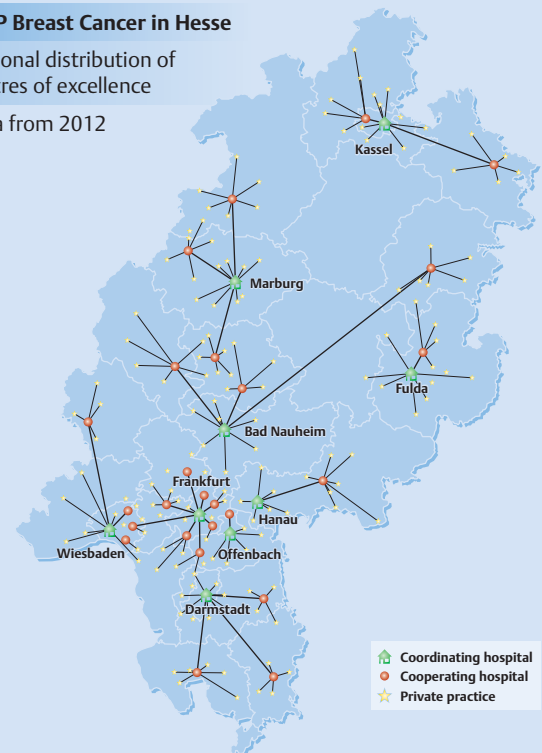 P Breast Cancer in Hesse
onal distribution of
res of excellence
from 2012
Kassel
Marburg
Fulda
Bad Nauheim
Frankfurt
Hanau
Wiesbaden
Offenbach
Darmstadt
Coordinating hospital
Cooperating hospital
Private practice